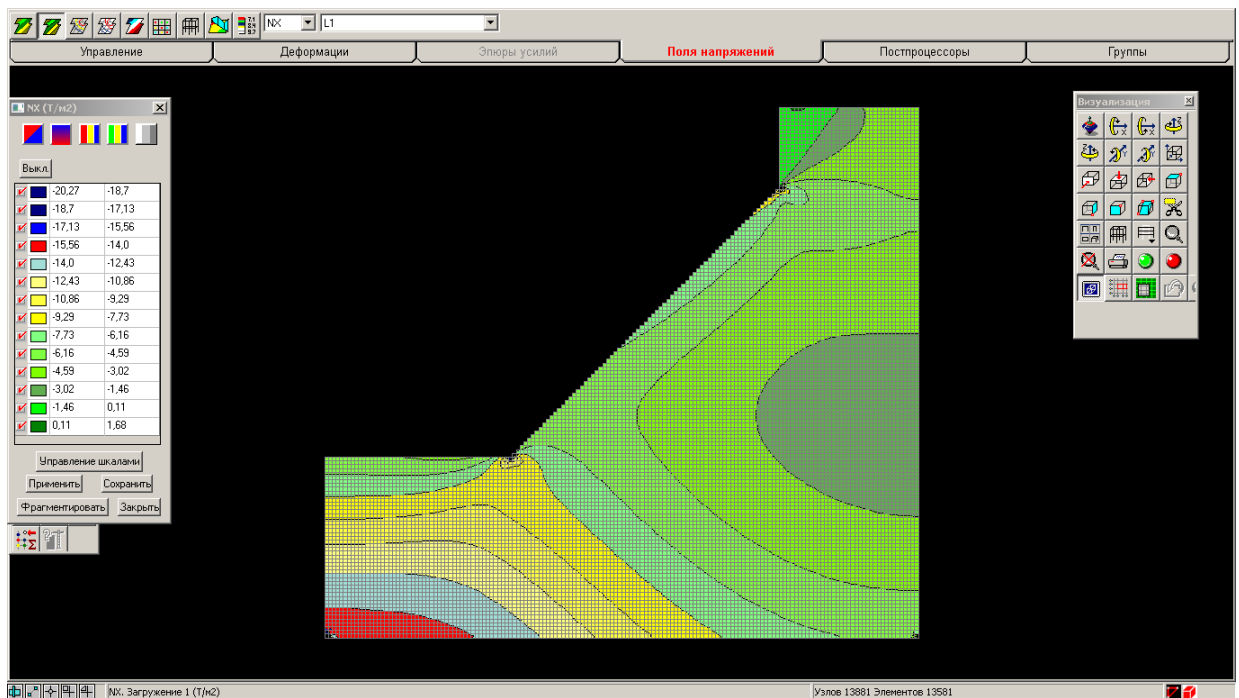 NX L1
Управление Деформации Эпюры усилий Поля напряжений Постпроцессоры Группы
NX (Т/м2)
Выкл.
-20,27 -18,7
-18,7 -17,13
-17,13 -15,56
-15,56 -14,0
-14,0 -12,43
-12,43 -10,86
-10,86 -9,29
-9,29 -7,73
-7,73 -6,16
-6,16 -4,59
-4,59 -3,02
-3,02 -1,46
-1,46 0,11
0,11 1,68
Управление шкалами
Применить Сохранить
Фрагментировать Закрыть
Визуализация
NX. Загружение 1 (Т/м2)
Узлов 13881 Элементов 13581